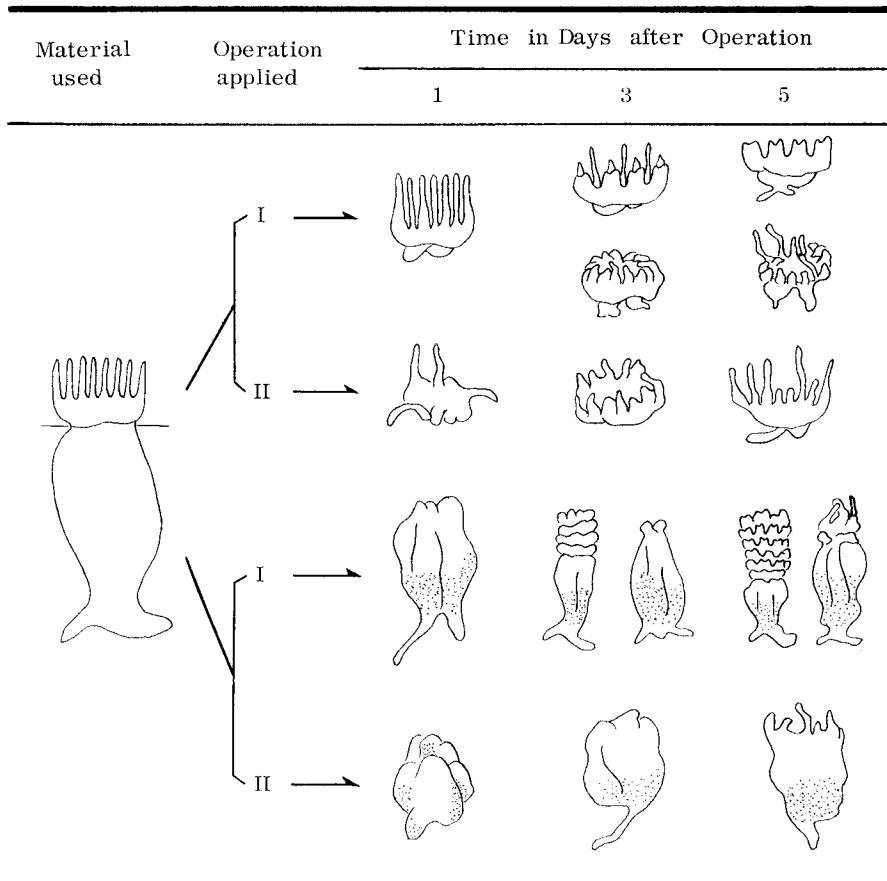 Material used
Operation applied
Time in Days after Operation
1 3 5
I
II
I
II